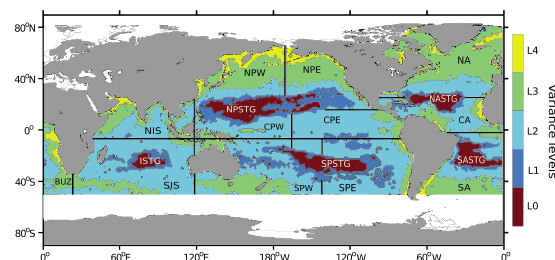 80°N
40°N
0°
40°S
80°S
0°
60°E
120°E
180°W
120°W
60°W
0°
NPW
NPE
NA
NPSTG
NASTG
NIS
CPW
CPE
CA
ISTG
SPSTG
SASTG
BUZ
SJS
SPW
SPE
SA
L4
L3
L2
L1
L0
variance levels